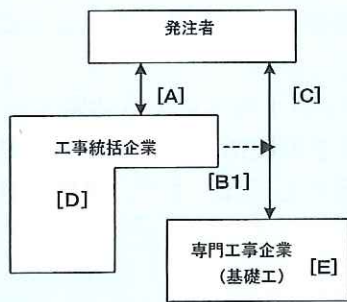 発注者
[A]
[C]
工事統括企業
[B1]
[D]
専門工事企業
(基礎工)
[E]